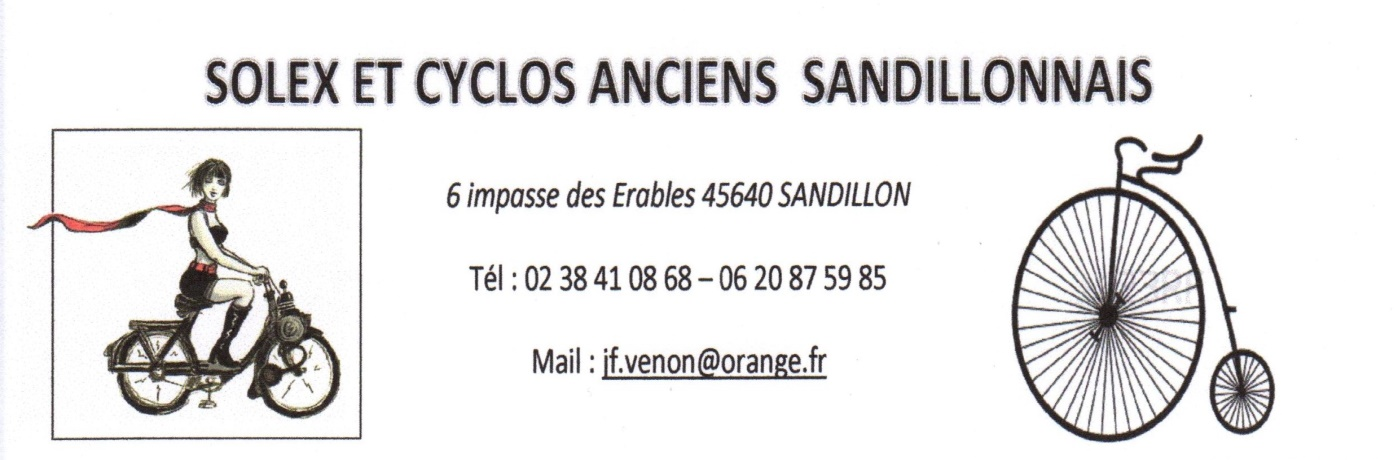 SOLEX ET CYCLOS ANCIENS SANDILLONNAIS
6 impasse des Erables 45640 SANDILLON
Tél : 02 38 41 08 68 – 06 20 87 59 85
Mail : jf.venon@orange.fr